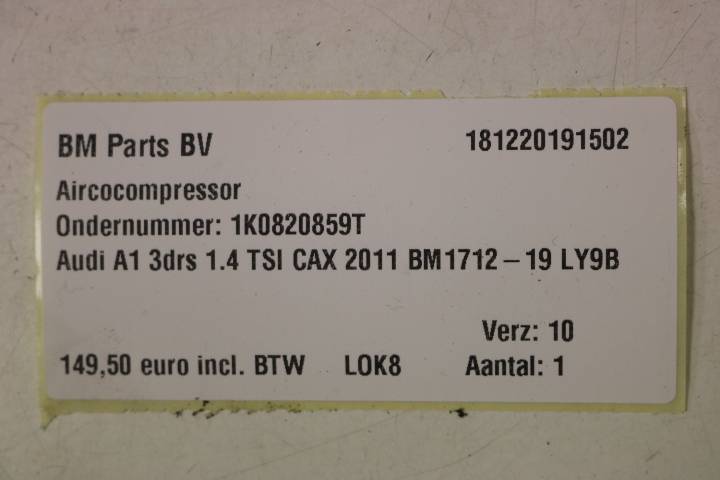 BM Parts BV 181220191502
Aircocompressor
Ondernummer: 1K0820859T
Audi A1 3drs 1.4 TSI CAX 2011 BM1712 – 19 LY9B
Verz: 10
149,50 euro incl. BTW LOK8 Aantal: 1